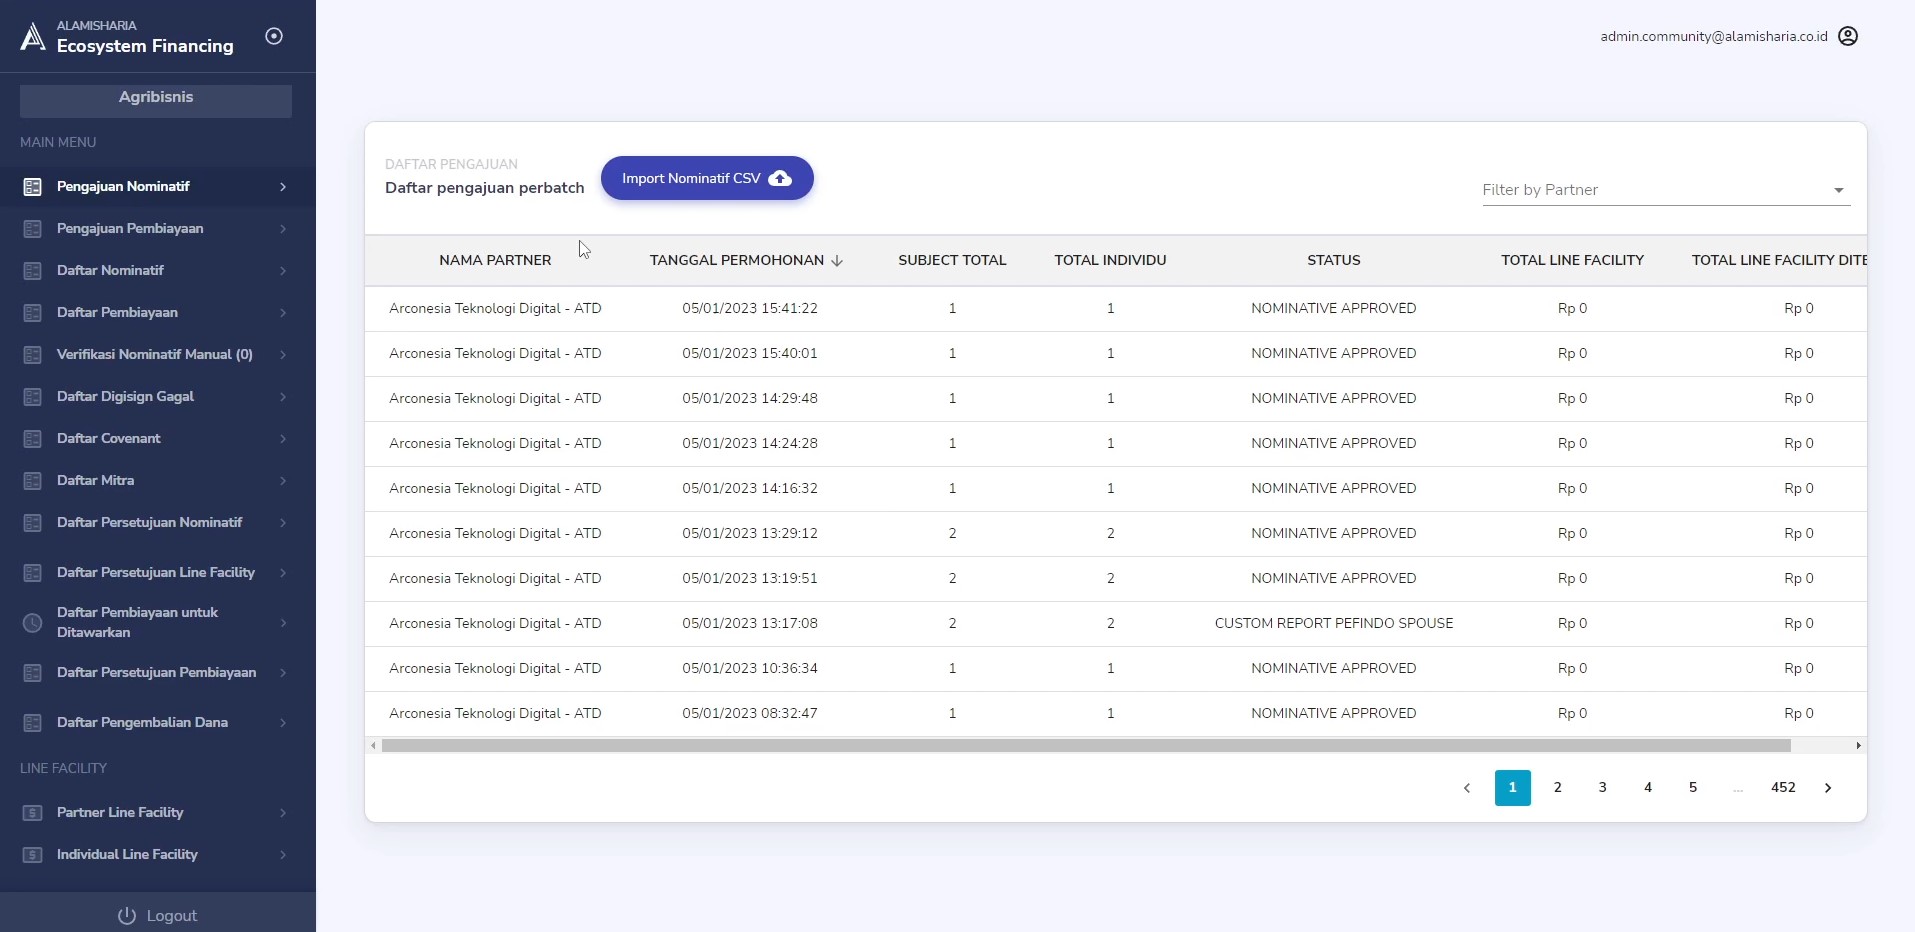 ALAMISHARIA
Ecosystem Financing
admin.community@alamisharia.co.id
Agribisnis
MAIN MENU
Pengajuan Nominatif
Pengajuan Pembiayaan
Daftar Nominatif
Daftar Pembiayaan
Verifikasi Nominatif Manual (0)
Daftar Digisign Gagal
Daftar Covenant
Daftar Mitra
Daftar Persetujuan Nominatif
Daftar Persetujuan Line Facility
Daftar Pembiayaan untuk
Ditawarkan
Daftar Persetujuan Pembiayaan
Daftar Pengembalian Dana
LINE FACILITY
Partner Line Facility
Individual Line Facility
Logout
DAFTAR PENGAJUAN
Daftar pengajuan perbatch
Import Nominatif CSV
Filter by Partner
NAMA PARTNER TANGGAL PERMOHONAN SUBJECT TOTAL TOTAL INDIVIDU STATUS TOTAL LINE FACILITY TOTAL LINE FACILITY DITE
Arconesia Teknologi Digital - ATD 05/01/2023 15:41:22 1 1 NOMINATIVE APPROVED Rp 0 Rp 0
Arconesia Teknologi Digital - ATD 05/01/2023 15:40:01 1 1 NOMINATIVE APPROVED Rp 0 Rp 0
Arconesia Teknologi Digital - ATD 05/01/2023 14:29:48 1 1 NOMINATIVE APPROVED Rp 0 Rp 0
Arconesia Teknologi Digital - ATD 05/01/2023 14:24:28 1 1 NOMINATIVE APPROVED Rp 0 Rp 0
Arconesia Teknologi Digital - ATD 05/01/2023 14:16:32 1 1 NOMINATIVE APPROVED Rp 0 Rp 0
Arconesia Teknologi Digital - ATD 05/01/2023 13:29:12 2 2 NOMINATIVE APPROVED Rp 0 Rp 0
Arconesia Teknologi Digital - ATD 05/01/2023 13:19:51 2 2 NOMINATIVE APPROVED Rp 0 Rp 0
Arconesia Teknologi Digital - ATD 05/01/2023 13:17:08 2 2 CUSTOM REPORT PEFINDO SPOUSE Rp 0 Rp 0
Arconesia Teknologi Digital - ATD 05/01/2023 10:36:34 1 1 NOMINATIVE APPROVED Rp 0 Rp 0
Arconesia Teknologi Digital - ATD 05/01/2023 08:32:47 1 1 NOMINATIVE APPROVED Rp 0 Rp 0
1 2 3 4 5 ... 452